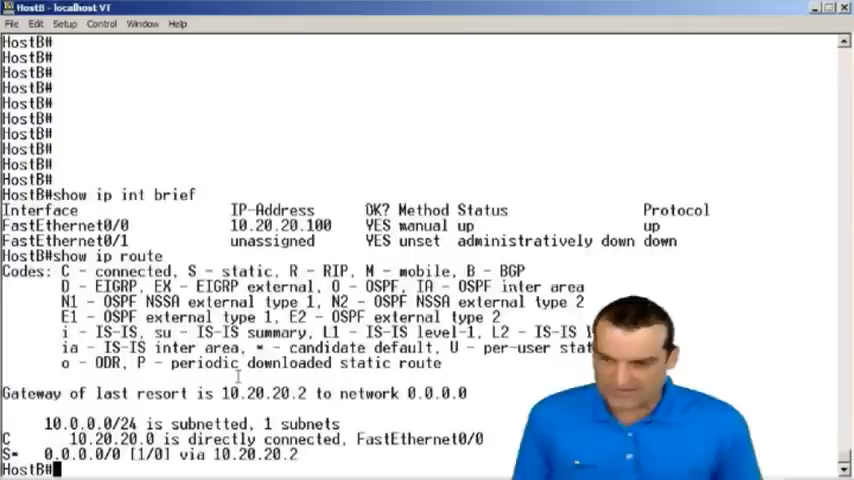 HostB - localhost VT
File Edit Setup Control Window Help
HostB#
HostB#
HostB#
HostB#
HostB#
HostB#
HostB#
HostB#
HostB#
HostB#
HostB#show ip int brief
Interface IP-Address OK? Method Status Protocol
FastEthernet0/0 10.20.20.100 YES manual up up
FastEthernet0/1 unassigned YES unset administratively down down
HostB#show ip route
Codes: C - connected, S - static, R - RIP, M - mobile, B - BGP
D - EIGRP, EX - EIGRP external, O - OSPF, IA - OSPF inter area
N1 - OSPF NSSA external type 1, N2 - OSPF NSSA external type 2
E1 - OSPF external type 1, E2 - OSPF external type 2
i - IS-IS, su - IS-IS summary, L1 - IS-IS level-1, L2 - IS-IS
ia - IS-IS inter area, * - candidate default, U - per-user
o - ODR, P - periodic downloaded static route
Gateway of last resort is 10.20.20.2 to network 0.0.0.0
10.0.0.0/24 is subnetted, 1 subnets
C 10.20.20.0 is directly connected, FastEthernet0/0
S* 0.0.0.0/0 [1/0] via 10.20.20.2
HostB#